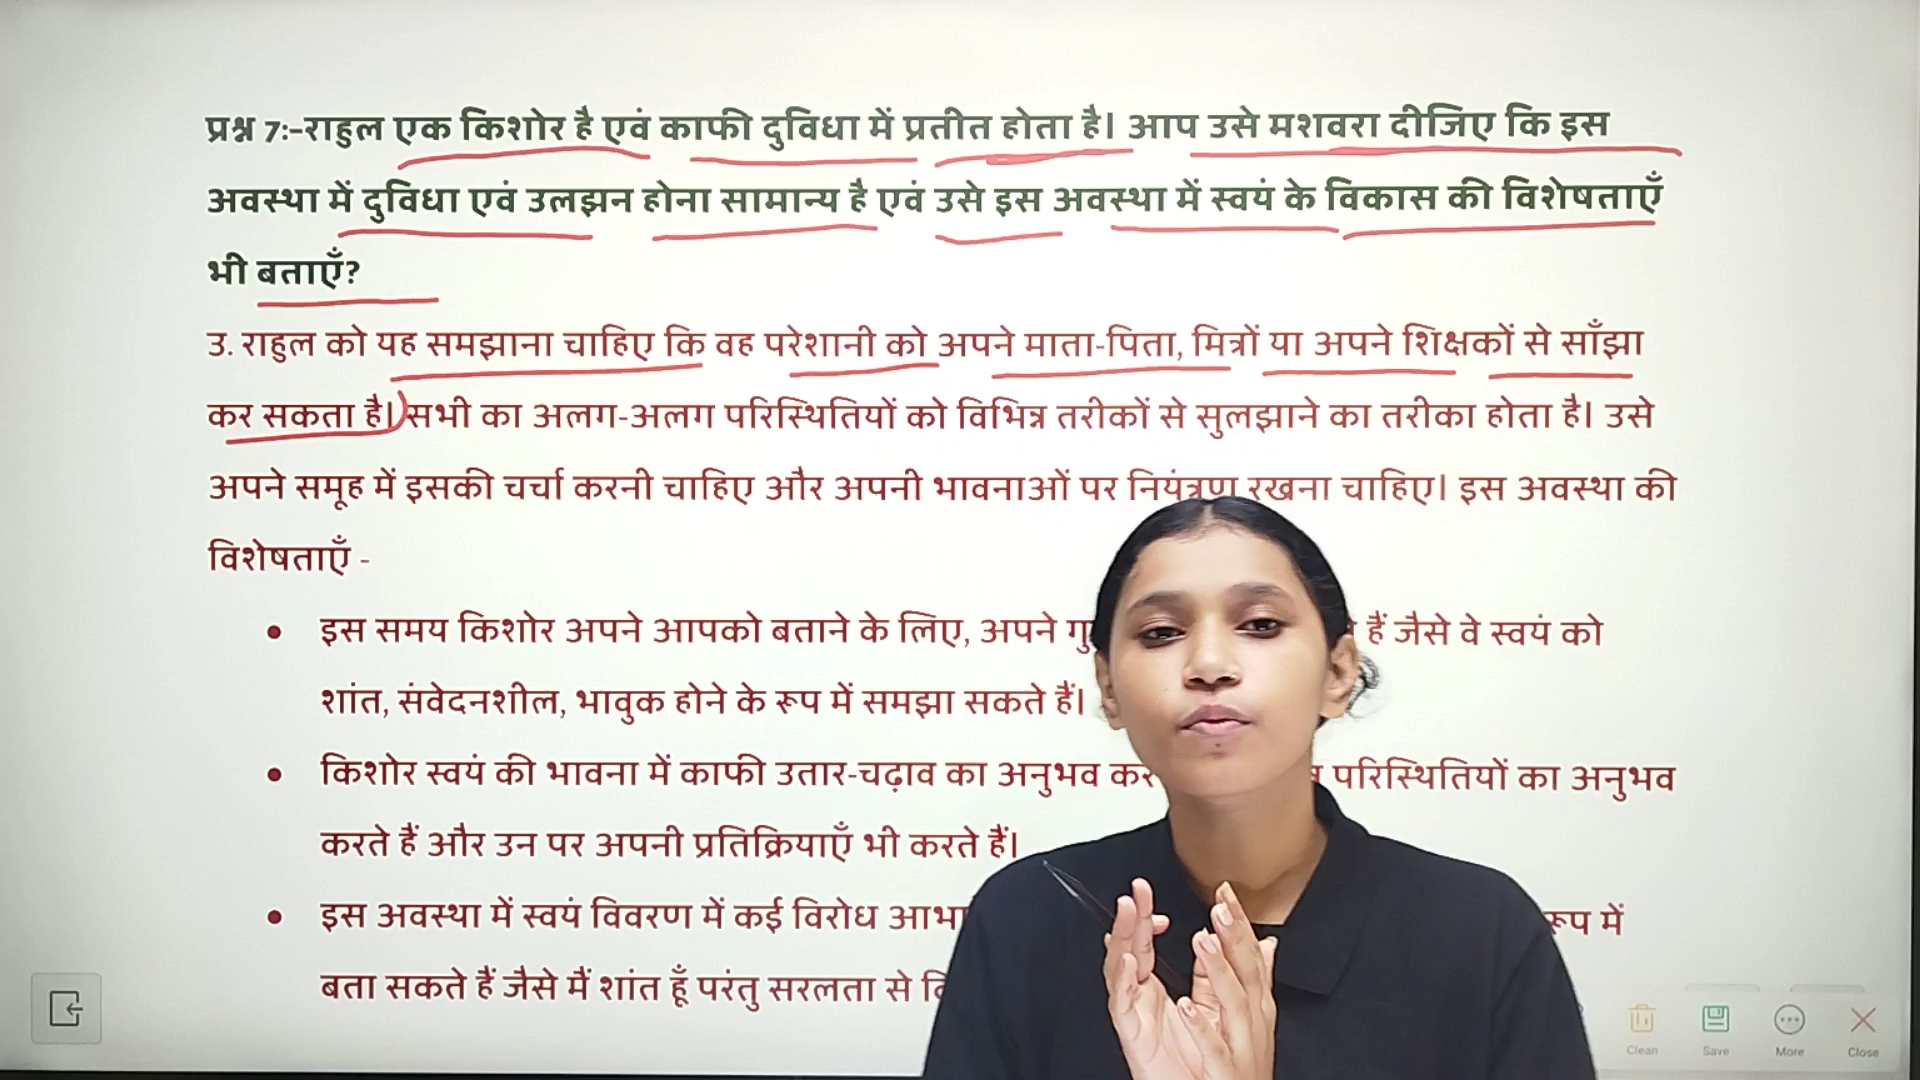 प्रश्न 7:-राहुल एक किशोर है एवं काफी दुविधा में प्रतीत होता है। आप उसे मशवरा दीजिए कि इस
अवस्था में दुविधा एवं उलझन होना सामान्य है एवं उसे इस अवस्था में स्वयं के विकास की विशेषताएँ
भी बताएँ?
उ. राहुल को यह समझाना चाहिए कि वह परेशानी को अपने माता-पिता, मित्रों या अपने शिक्षकों से साँझा
कर सकता है। सभी का अलग-अलग परिस्थितियों को विभिन्न तरीकों से सुलझाने का तरीका होता है। उसे
अपने समूह में इसकी चर्चा करनी चाहिए और अपनी भावनाओं पर नियंत्रण रखना चाहिए। इस अवस्था की
विशेषताएँ -
• इस समय किशोर अपने आपको बताने के लिए, अपने हैं जैसे वे स्वयं को
शांत, संवेदनशील, भावुक होने के रूप में समझा सकते हैं।
• किशोर स्वयं की भावना में काफी उतार-चढ़ाव का अनुभव परिस्थितियों का अनुभव
करते हैं और उन पर अपनी प्रतिक्रियाएँ भी करते हैं।
• इस अवस्था में स्वयं विवरण में कई विरोध रूप में
बता सकते हैं जैसे मैं शांत हूँ परंतु सरलता से
Clean Save More Close